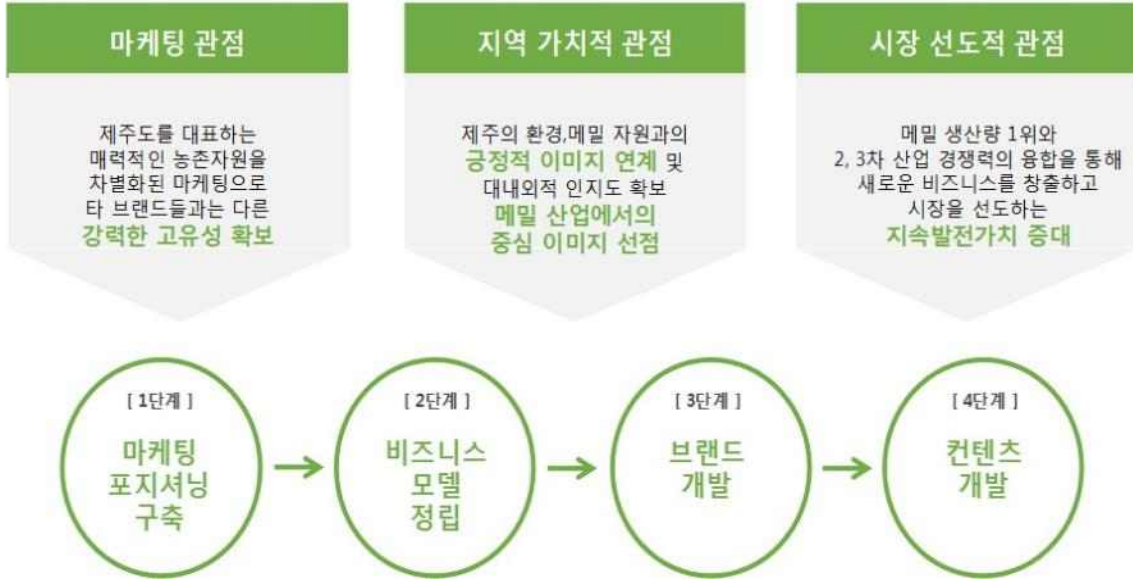 마케팅 관점
제주도를 대표하는
매력적인 농촌자원을
차별화된 마케팅으로
타 브랜드들과는 다른
강력한 고유성 확보
지역 가치적 관점
제주의 환경,메밀 자원과의
긍정적 이미지 연계 및
대내외적 인지도 확보
메밀 산업에서의
중심 이미지 선점
시장 선도적 관점
메밀 생산량 1위와
2, 3차 산업 경쟁력의 융합을 통해
새로운 비즈니스를 창출하고
시장을 선도하는
지속발전가치 증대
[ 1단계 ]
마케팅
포지셔닝
구축
[ 2단계 ]
비즈니스
모델
정립
[ 3단계 ]
브랜드
개발
[ 4단계 ]
컨텐츠
개발